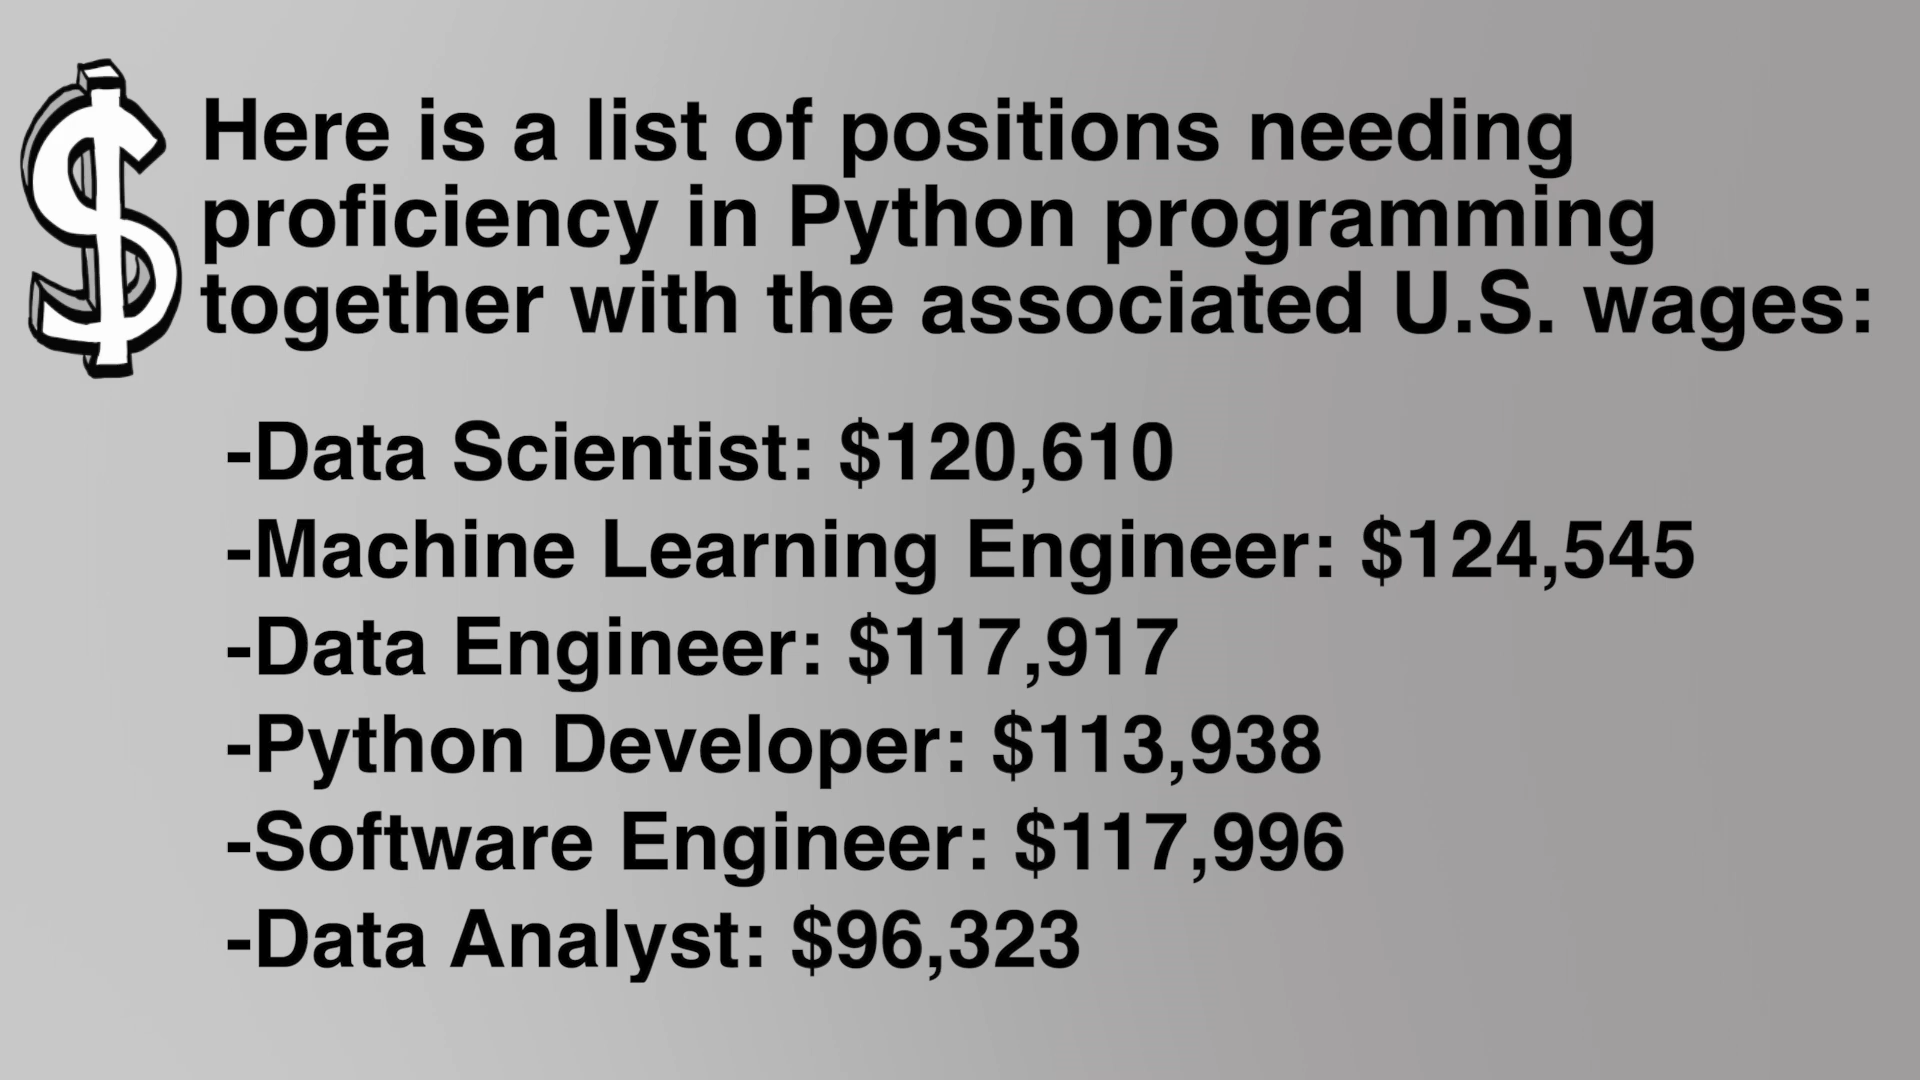 Here is a list of positions needing
proficiency in Python programming
together with the associated U.S. wages:
-Data Scientist: $120,610
-Machine Learning Engineer: $124,545
-Data Engineer: $117,917
-Python Developer: $113,938
-Software Engineer: $117,996
-Data Analyst: $96,323